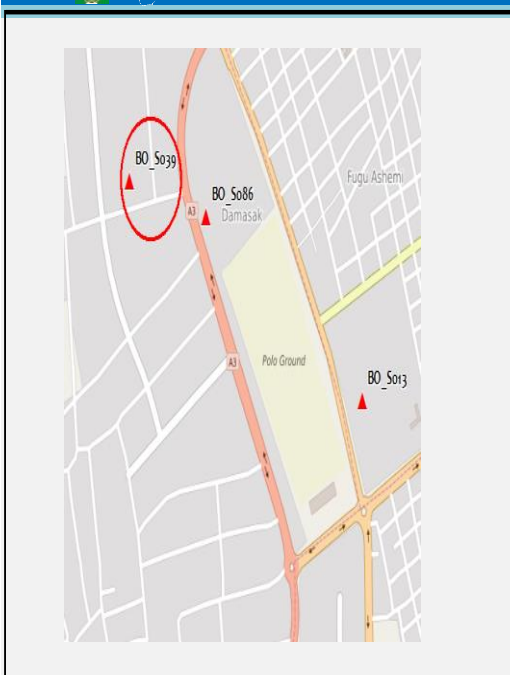 BO_S039
BO_S086
Fugu Ashemi
A3
Damasak
A3
Polo Ground
BO_S013